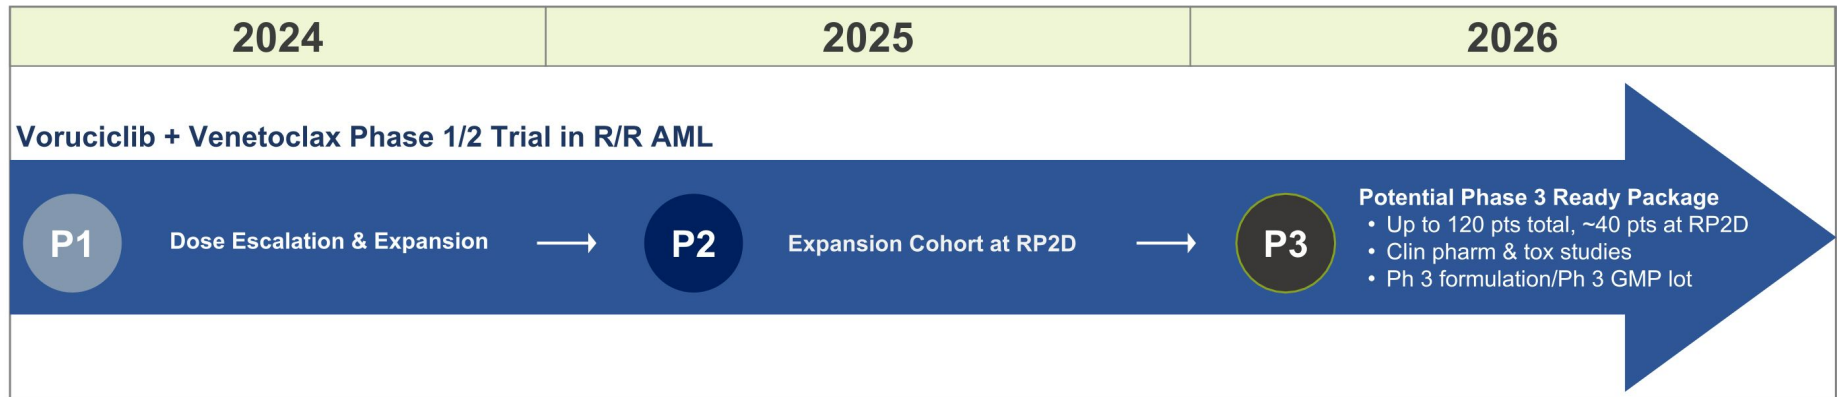 2024
2025
2026
Voruciclib + Venetoclax Phase 1/2 Trial in R/R AML
P1
Dose Escalation & Expansion
P2
Expansion Cohort at RP2D
P3
Potential Phase 3 Ready Package
• Up to 120 pts total, ~40 pts at RP2D
• Clin pharm & tox studies
• Ph 3 formulation/Ph 3 GMP lot